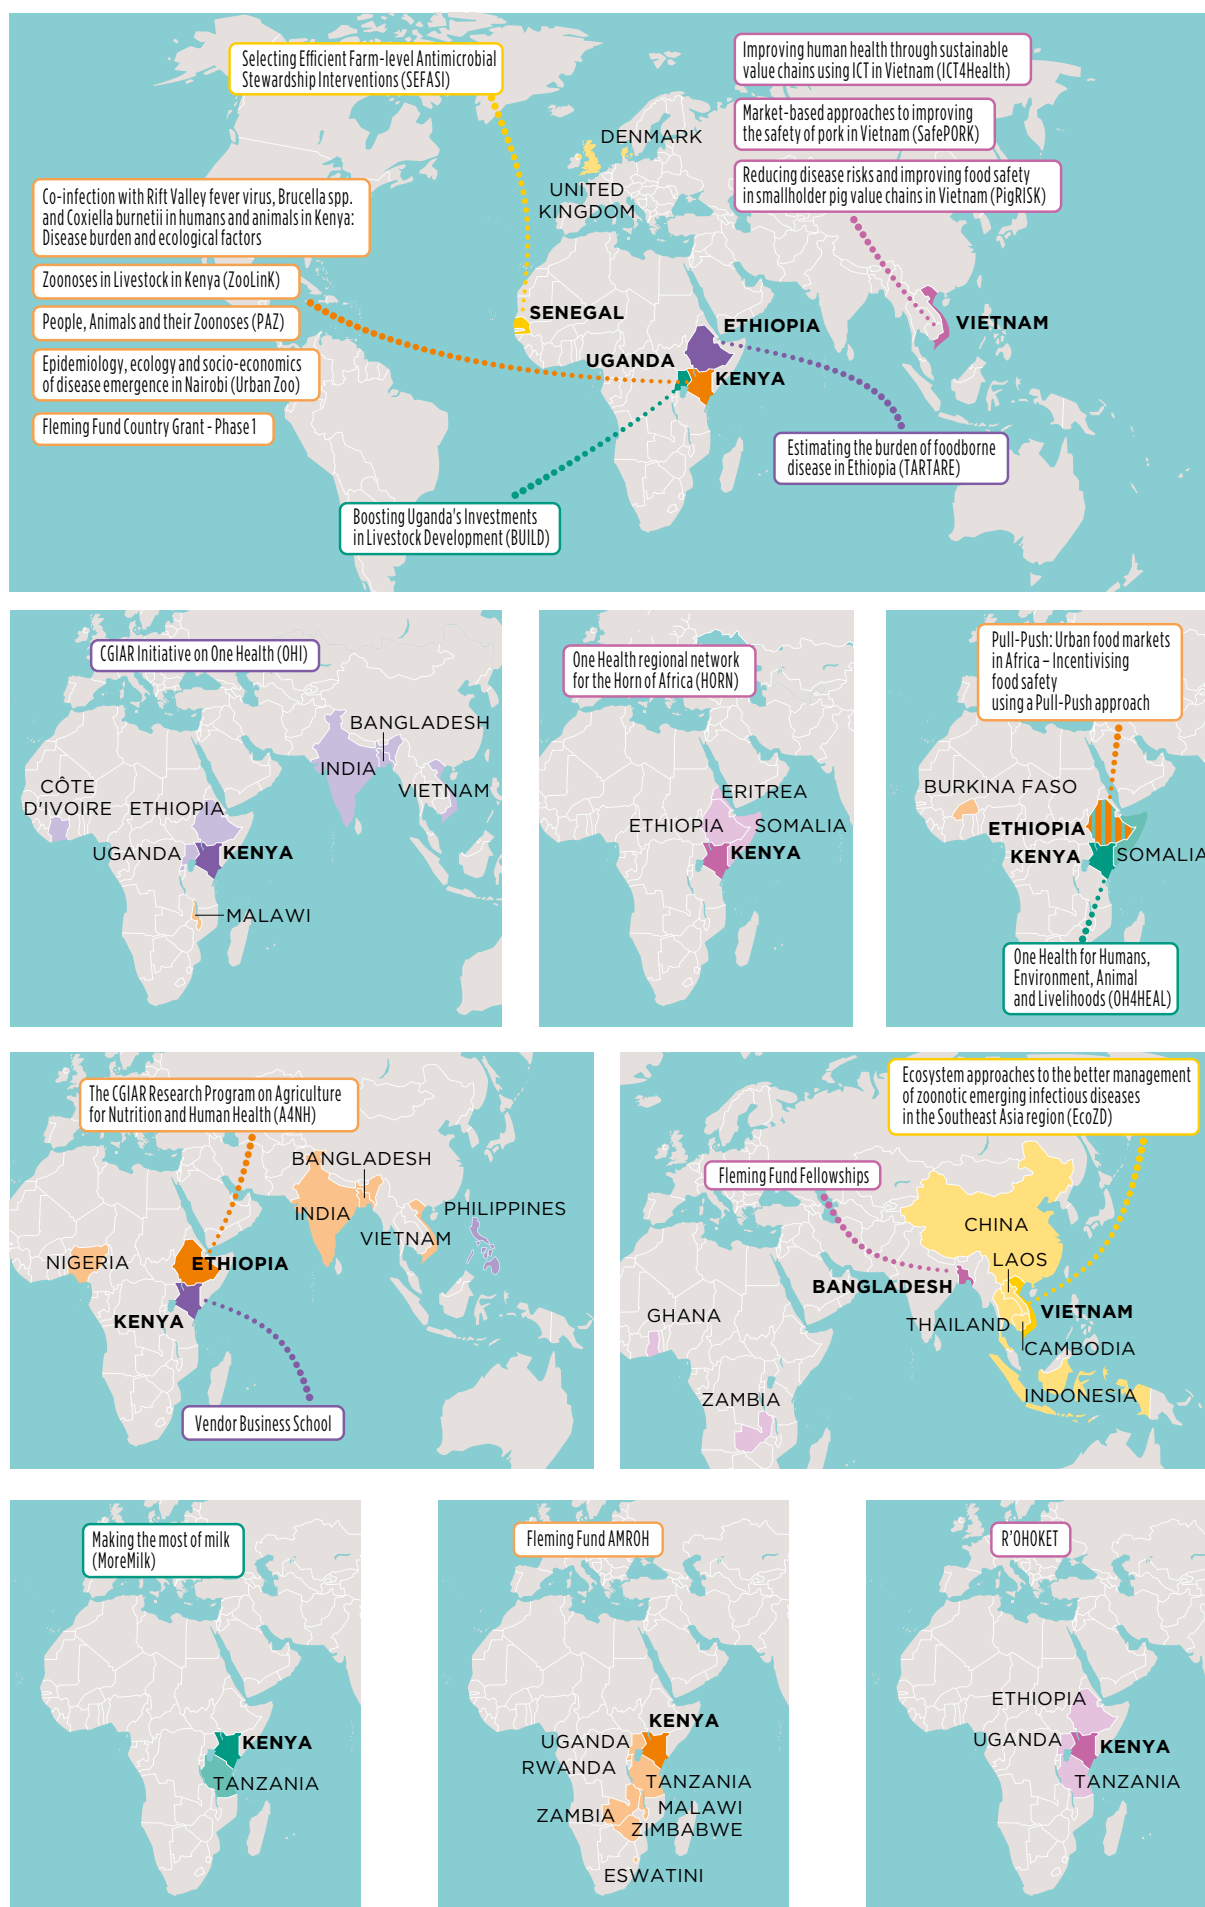 Selecting Efficient Farm-level Antimicrobial
Stewardship Interventions (SEFASI)
Improving human health through sustainable
value chains using ICT in Vietnam (ICT4Health)
Market-based approaches to improving
the safety of pork in Vietnam (SafePORK)
Reducing disease risks and improving food safety
in smallholder pig value chains in Vietnam (PigRISK)
DENMARK
UNITED
KINGDOM
Co-infection with Rift Valley fever virus, Brucella spp.
and Coxiella burnetii in humans and animals in Kenya:
Disease burden and ecological factors
Zoonoses in Livestock in Kenya (ZooLinK)
People, Animals and their Zoonoses (PAZ)
Epidemiology, ecology and socio-economics
of disease emergence in Nairobi (Urban Zoo)
Fleming Fund Country Grant - Phase 1
SENEGAL
ETHIOPIA
VIETNAM
UGANDA
KENYA
Estimating the burden of foodborne
disease in Ethiopia (TARTARE)
Boosting Uganda's Investments
in Livestock Development (BUILD)
CGIAR Initiative on One Health (OHI)
BANGLADESH
INDIA
VIETNAM
CÔTE
D'IVOIRE
ETHIOPIA
UGANDA
KENYA
MALAWI
One Health regional network
for the Horn of Africa (HORN)
ERITREA
ETHIOPIA
SOMALIA
KENYA
Pull-Push: Urban food markets
in Africa – Incentivising
food safety
using a Pull-Push approach
BURKINA FASO
ETHIOPIA
KENYA
SOMALIA
One Health for Humans,
Environment, Animal
and Livelihoods (OH4HEAL)
The CGIAR Research Program on Agriculture
for Nutrition and Human Health (A4NH)
BANGLADESH
INDIA
PHILIPPINES
VIETNAM
NIGERIA
ETHIOPIA
KENYA
Vendor Business School
Ecosystem approaches to the better management
of zoonotic emerging infectious diseases
in the Southeast Asia region (EcoZD)
Fleming Fund Fellowships
CHINA
LAOS
BANGLADESH
VIETNAM
GHANA
THAILAND
CAMBODIA
ZAMBIA
INDONESIA
Making the most of milk
(MoreMilk)
KENYA
TANZANIA
Fleming Fund AMROH
KENYA
UGANDA
RWANDA
TANZANIA
MALAWI
ZAMBIA
ZIMBABWE
ESWATINI
R’OHOKET
ETHIOPIA
UGANDA
KENYA
TANZANIA